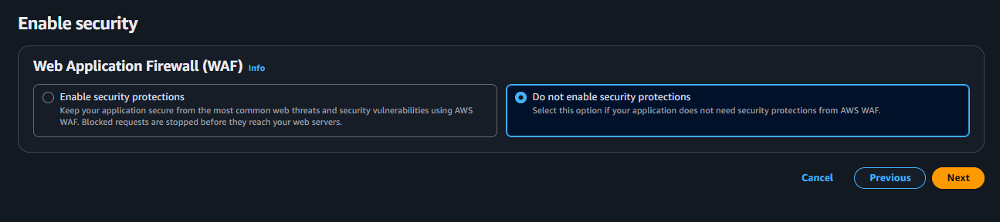 Enable security
Web Application Firewall (WAF) Info
Enable security protections
Keep your application secure from the most common web threats and security vulnerabilities using AWS
WAF. Blocked requests are stopped before they reach your web servers.
Do not enable security protections
Select this option if your application does not need security protections from AWS WAF.
Cancel
Previous
Next